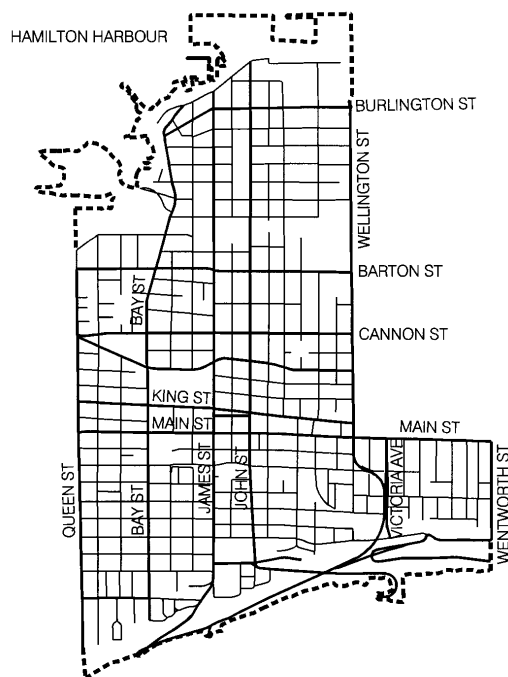 HAMILTON HARBOUR
BURLINGTON ST
WELLINGTON ST
BARTON ST
BAY ST
CANNON ST
KING ST
MAIN ST
MAIN ST
QUEEN ST
BAY ST
JAMES ST
JOHN ST
VICTORIA AVE
WENTWORTH ST